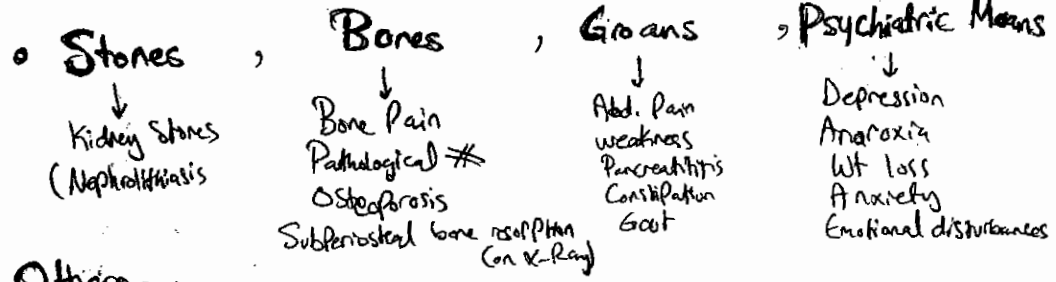 • Stones , Bones , Groans , Psychiatric Moans
Kidney Stones
(Nephrolithiasis
Bone Pain
Pathological #
Osteoporosis
Subperiosteal bone resorption
(on X-Ray)
Abd. Pain
weakness
Pancreatitis
Constipation
Gout
Depression
Anoroxia
Wt loss
Anxiety
Emotional disturbances